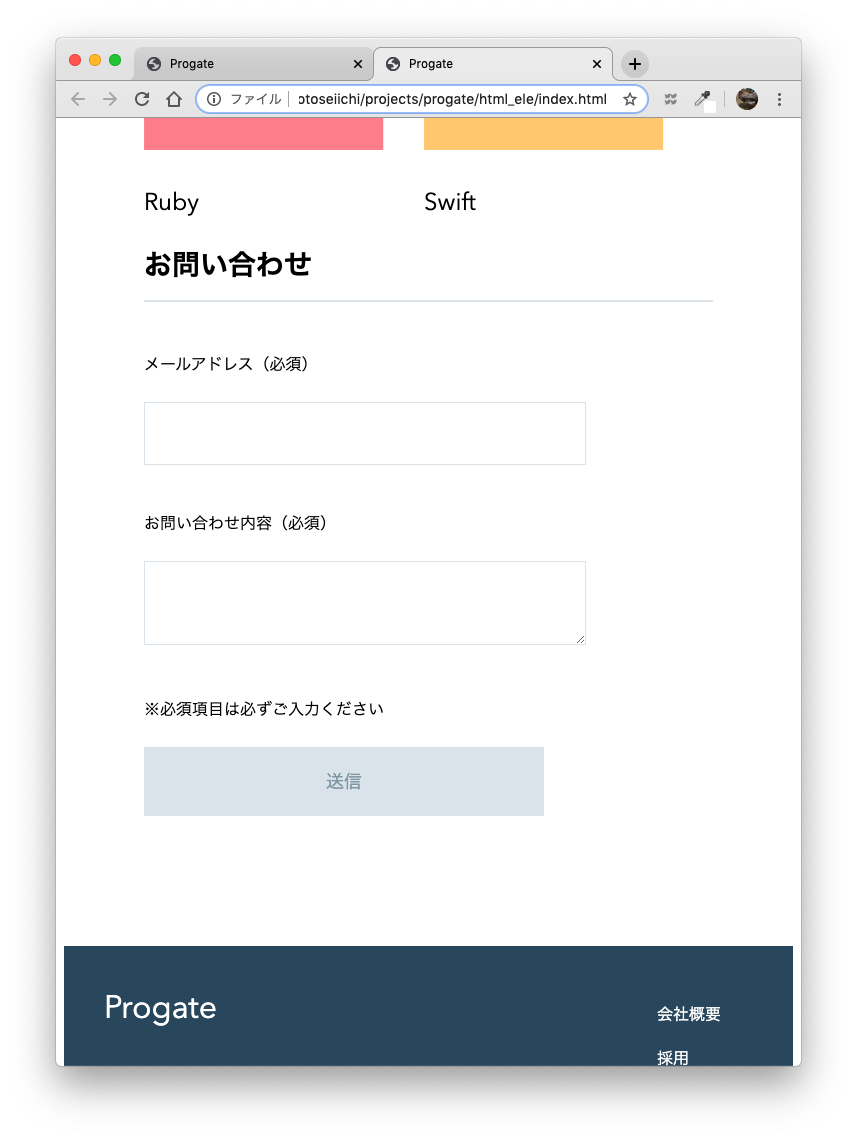 Progate
Progate
ファイル
otoseiichi/projects/progate/html_ele/index.html
Ruby
Swift
お問い合わせ
メールアドレス（必須）
お問い合わせ内容（必須）
※必須項目は必ずご入力ください
送信
Progate
会社概要
採用